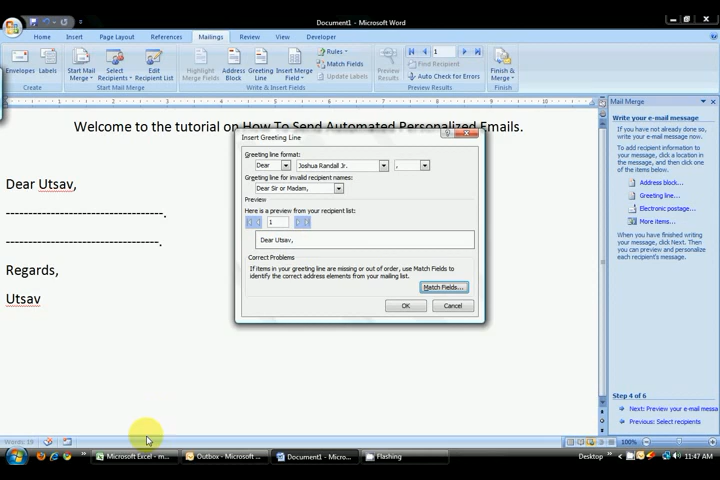 Document1 - Microsoft Word
Home Insert Page Layout References Mailings Review View Developer
Envelopes Labels Start Mail Merge Select Recipients Edit Recipient List Highlight Merge Fields Address Block Greeting Line Insert Merge Field Rules Match Fields Update Labels Preview Results 1 Find Recipient Auto Check for Errors Finish & Merge
Create Start Mail Merge Write & Insert Fields Preview Results Finish
Welcome to the tutorial on How To Send Automated Personalized Emails.
Dear Utsav,
----------------------------------.
---------------------------------.
Regards,
Utsav
Insert Greeting Line
Greeting line format:
Dear Joshua Randall Jr. ,
Greeting line for invalid recipient names:
Dear Sir or Madam,
Preview
Here is a preview from your recipient list:
1
Dear Utsav,
Correct Problems
If items in your greeting line are missing or out of order, use Match Fields to
identify the correct address elements from your mailing list.
Match Fields...
OK Cancel
Mail Merge
Write your e-mail message
If you have not already done
so, write your message now.
To add recipient information
to your message, click a location
in the message, and then click
one of the items below.
Address block...
Greeting line...
Electronic postage...
More items...
When you have finished
writing your message, click
Next. Then you can preview
and personalize each
recipient's message.
Step 4 of 6
Next: Preview your e-mail messa
Previous: Select recipients
Words: 19
100%
Microsoft Excel - m... Outbox - Microsoft ... Document1 - Micro... Flashing Desktop 11:47 AM